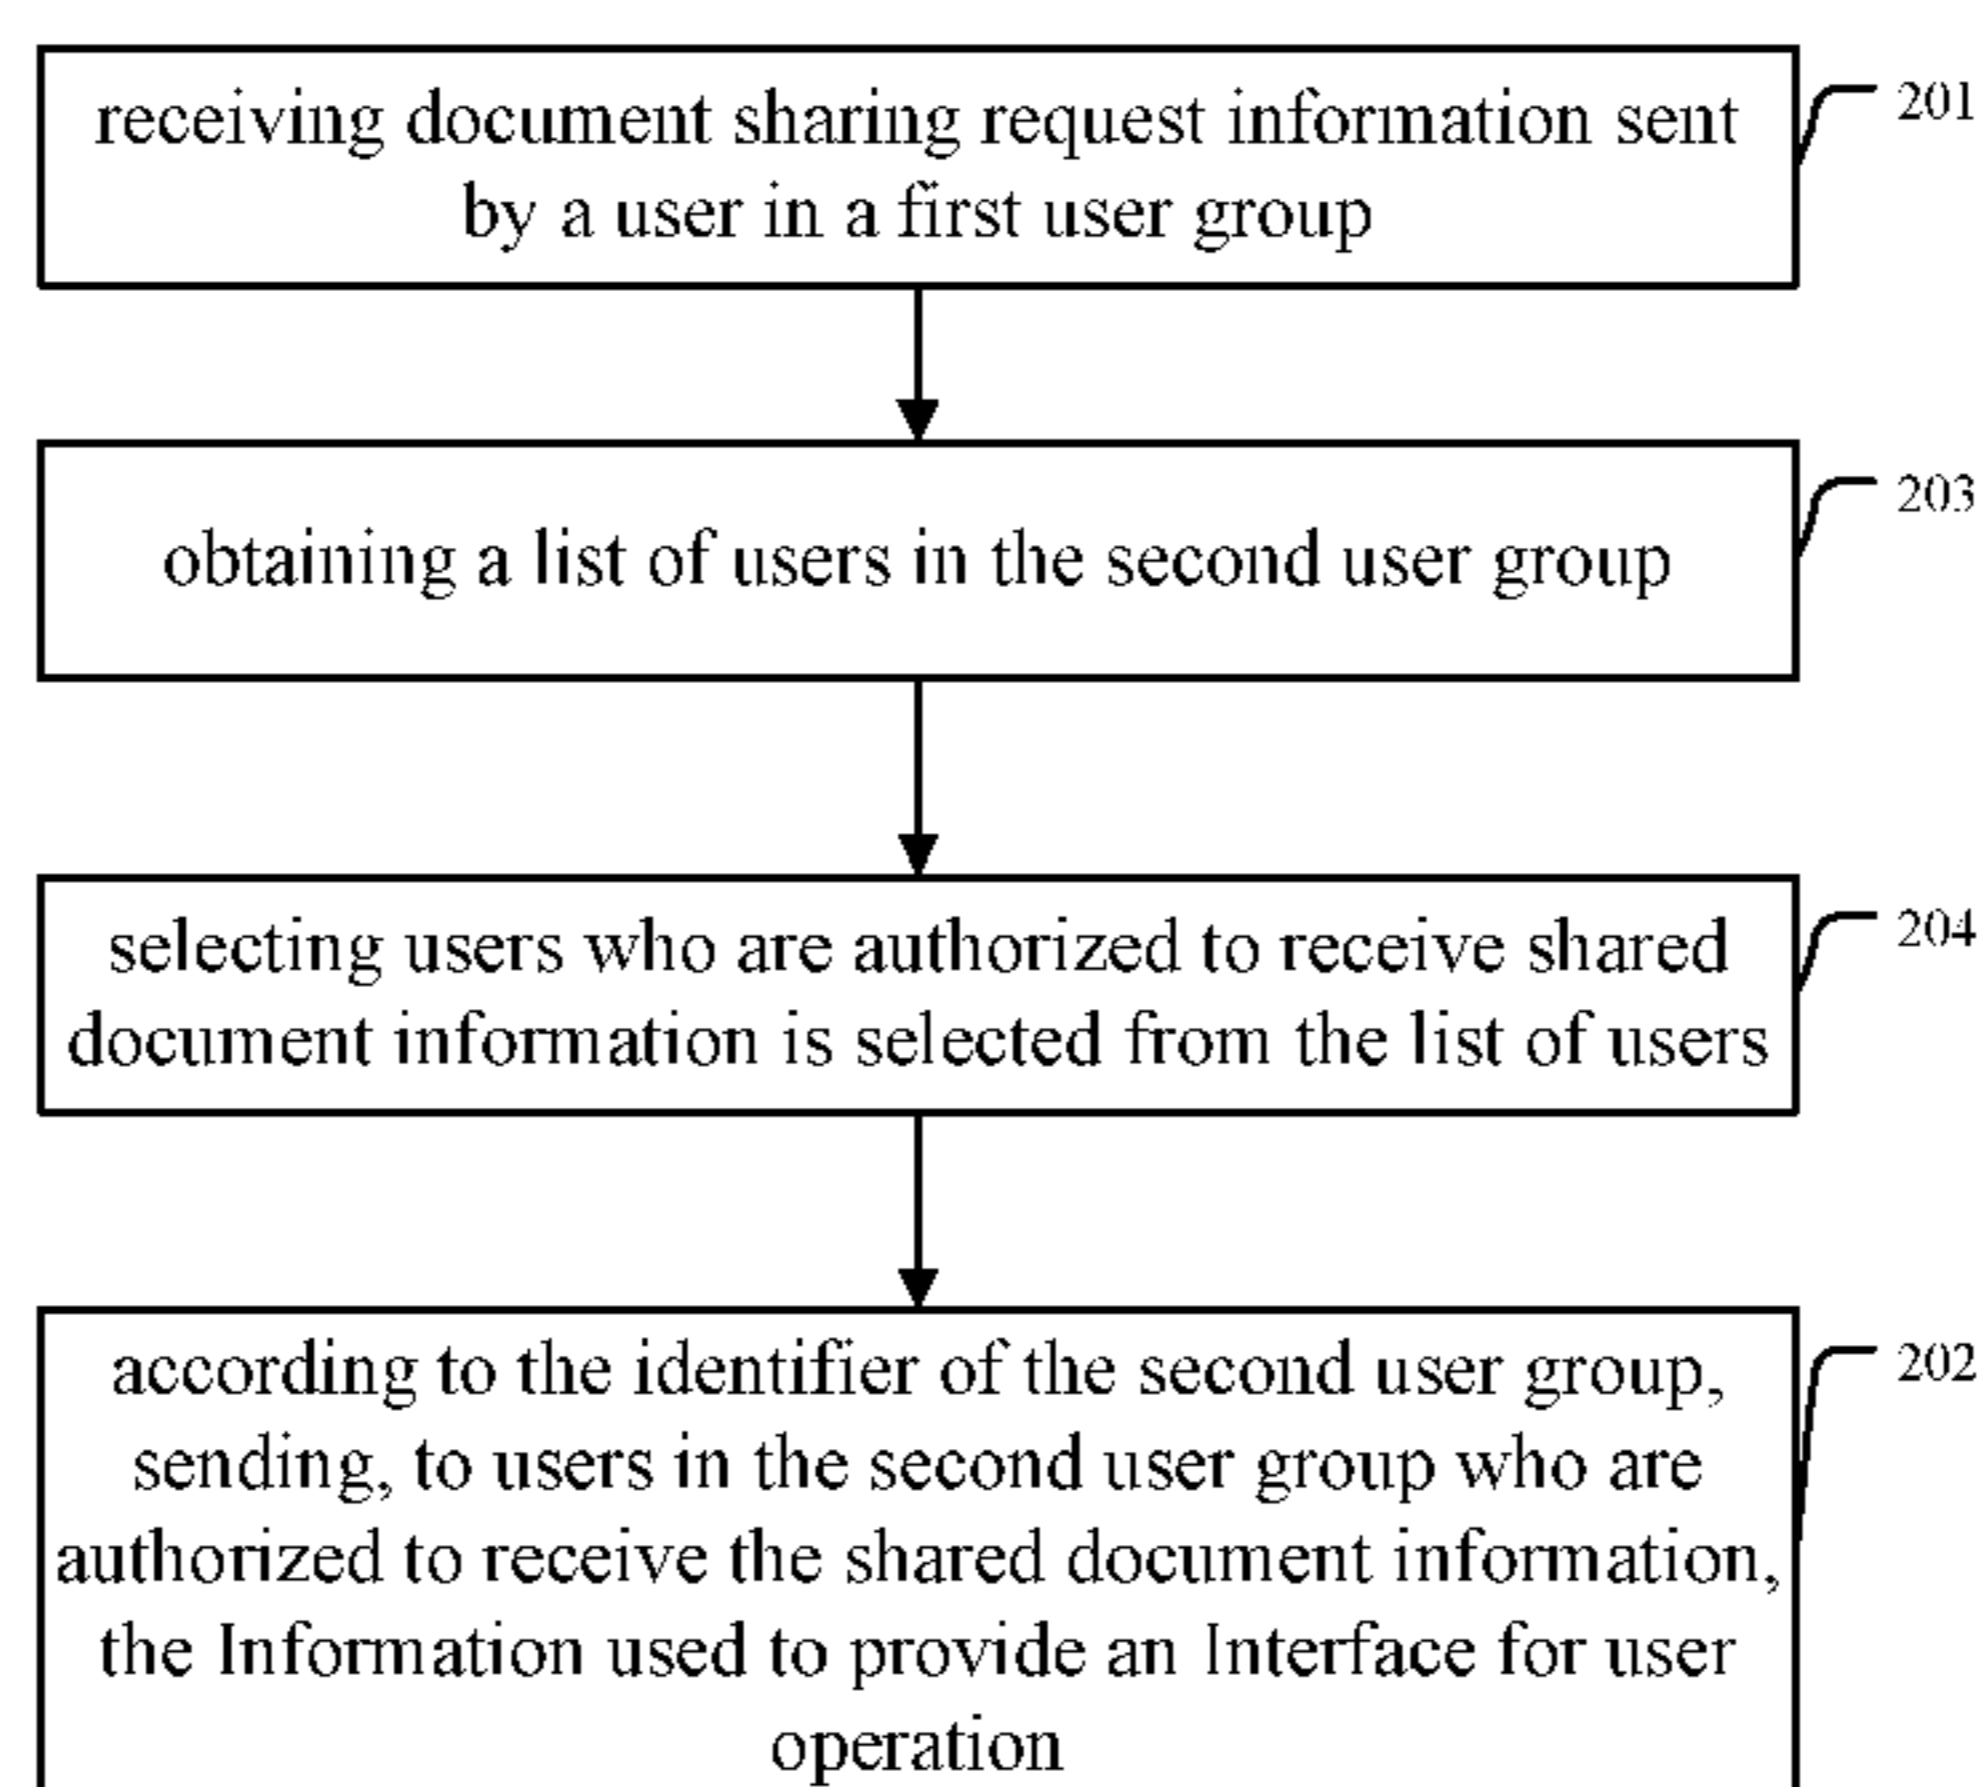 receiving document sharing request information sent
by a user in a first user group
201
obtaining a list of users in the second user group
203
selecting users who are authorized to receive shared
document information is selected from the list of users
204
according to the identifier of the second user group,
sending, to users in the second user group who are
authorized to receive the shared document information,
the Information used to provide an Interface for user
operation
202